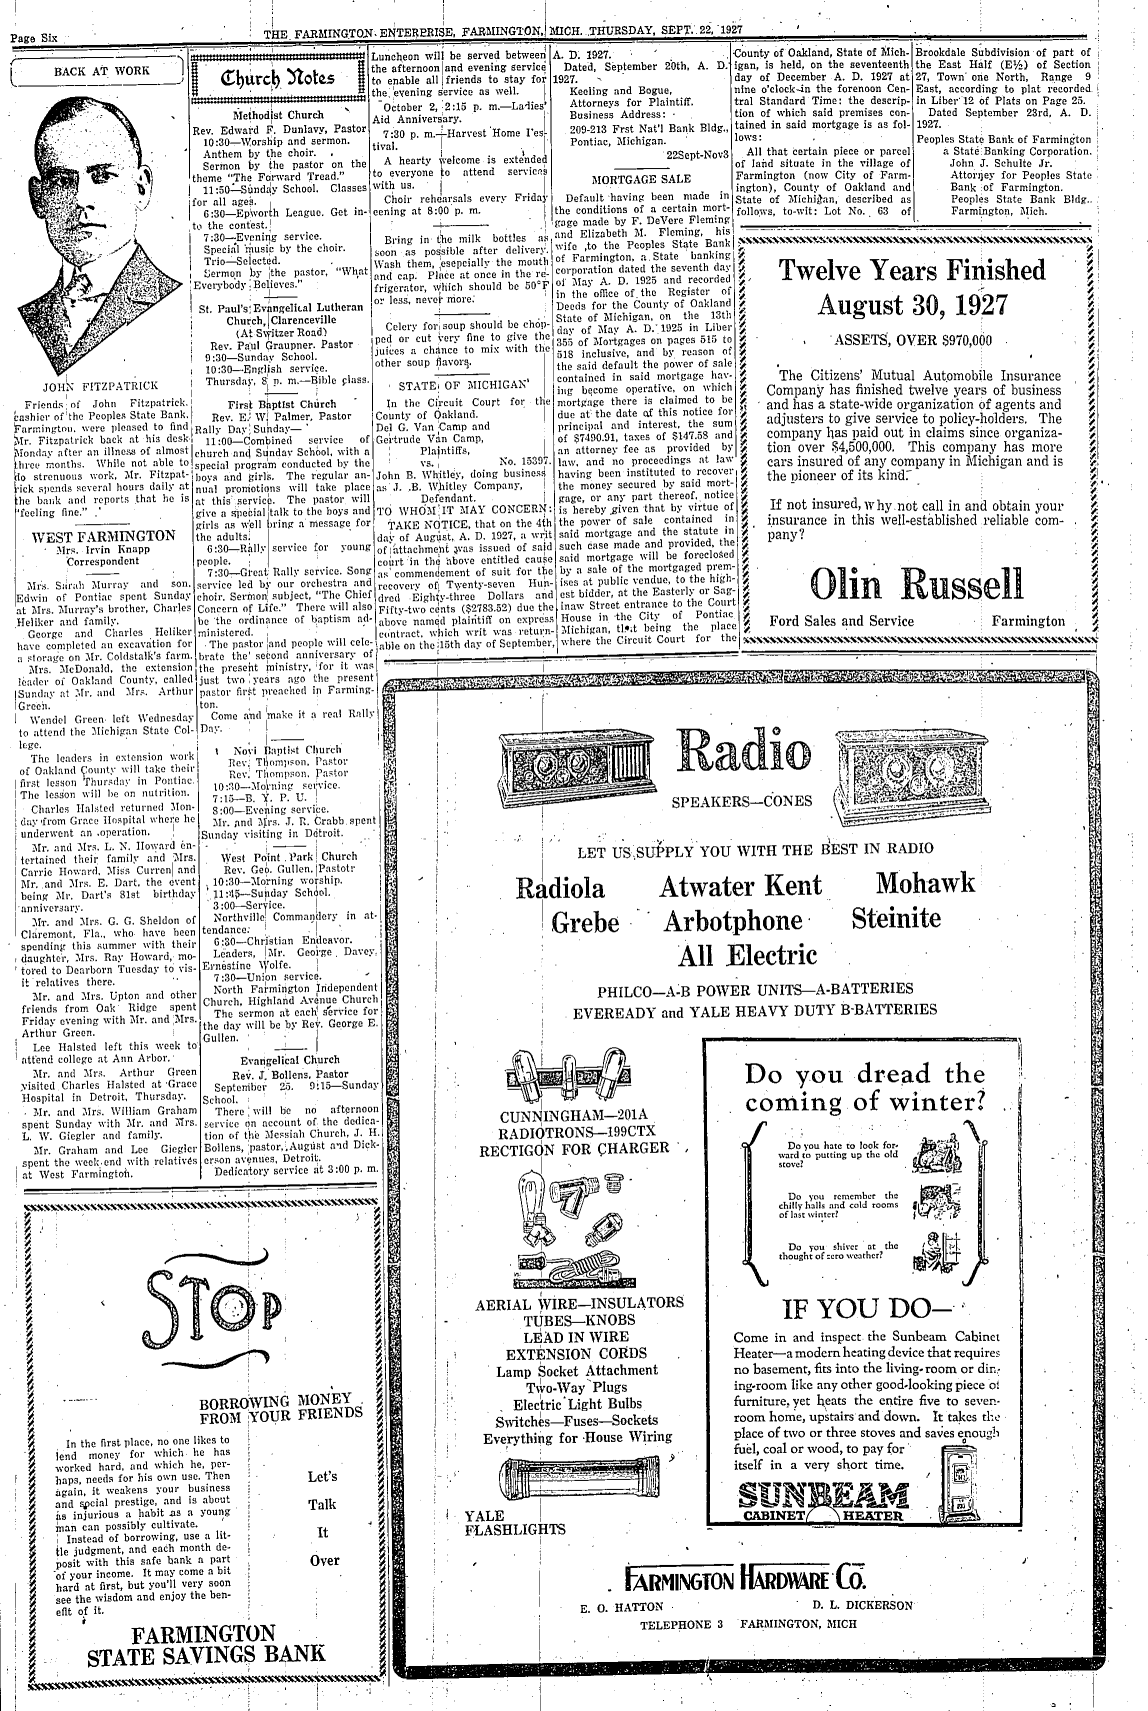 Page Six
THE FARMINGTON ENTERPRISE, FARMINGTON, MICH. THURSDAY, SEPT. 22, 1927
BACK AT WORK
JOHN FITZPATRICK
Friends of John Fitzpatrick,
cashier of the Peoples State Bank,
Farmington, were pleased to find
Mr. Fitzpatrick back at his desk
Monday after an illness of almost
three months. While not able to
do strenuous work, Mr. Fitzpat-
rick spends several hours daily at
the bank and reports that he is
"feeling fine."
WEST FARMINGTON
Mrs. Irvin Knapp
Correspondent
Mrs. Sarah Murray and son,
Edwin of Pontiac spent Sunday
at Mrs. Murray's brother, Charles
Heliker and family.
George and Charles Heliker
have completed an excavation for
a storage on Mr. Coldstalk's farm.
Mrs. McDonald, the extension
leader of Oakland County, called
Sunday at Mr. and Mrs. Arthur
Green.
Wendel Green left Wednesday
to attend the Michigan State Col-
lege.
The leaders in extension work
of Oakland County will take their
first lesson Thursday in Pontiac.
The lesson will be on nutrition.
Charles Halsted returned Mon-
day from Grace Hospital where he
underwent an operation.
Mr. and Mrs. L. N. Howard en-
tertained their family and Mrs.
Carrie Howard, Miss Curren and
Mr. and Mrs. E. Dart, the event
being Mr. Dart's 81st birthday
anniversary.
Mr. and Mrs. G. G. Sheldon of
Claremont, Fla., who have been
spending this summer with their
daughter, Mrs. Ray Howard, mo-
tored to Dearborn Tuesday to vis-
it relatives there.
Mr. and Mrs. Upton and other
friends from Oak Ridge spent
Friday evening with Mr. and Mrs.
Arthur Green.
Lee Halsted left this week to
attend college at Ann Arbor.
Mr. and Mrs. Arthur Green
visited Charles Halsted at Grace
Hospital in Detroit, Thursday.
Mr. and Mrs. William Graham
spent Sunday with Mr. and Mrs.
L. W. Giegler and family.
Mr. Graham and Lee Giegler
spent the week-end with relatives
at West Farmington.
Church Notes
Methodist Church
Rev. Edward F. Dunlavy, Pastor
10:30—Worship and sermon.
Anthem by the choir.
Sermon by the pastor on the
theme "The Forward Tread."
11:50—Sunday School. Classes
for all ages.
6:30—Epworth League. Get in-
to the contest.
7:30—Evening service.
Special music by the choir.
Trio—Selected.
Sermon by the pastor, "What
Everybody Believes."
St. Paul's Evangelical Lutheran
Church, Clarenceville
(At Switzer Road)
Rev. Paul Graupner. Pastor
9:30—Sunday School.
10:30—English service.
Thursday, 8 p. m.—Bible class.
First Baptist Church
Rev. E. W. Palmer, Pastor
Rally Day Sunday—
11:00—Combined service of
church and Sunday School, with a
special program conducted by the
boys and girls. The regular an-
nual promotions will take place
at this service. The pastor will
give a special talk to the boys and
girls as well bring a message for
the adults.
6:30—Rally service for young
people.
7:30—Great Rally service. Song
service led by our orchestra and
choir. Sermon subject, "The Chief
Concern of Life." There will also
be the ordinance of baptism ad-
ministered.
The pastor and people will cele-
brate the second anniversary of
the present ministry, for it was
just two years ago the present
pastor first preached in Farming-
ton.
Come and make it a real Rally
Day.
Novi Baptist Church
Rev. Thompson, Pastor
Rev. Thompson, Pastor
10:30—Morning service.
7:15—B. Y. P. U.
8:00—Evening service.
Mr. and Mrs. J. R. Crabb spent
Sunday visiting in Detroit.
West Point Park Church
Rev. Geo. Gullen. Pastotr
10:30—Morning worship.
11:45—Sunday School.
3:00—Service.
Northville Commandery in at-
tendance.
6:30—Christian Endeavor.
Leaders, Mr. George Davey,
Ernestine Wolfe.
7:30—Union service.
North Farmington Independent
Church, Highland Avenue Church
The sermon at each service for
the day will be by Rev. George E.
Gullen.
Evangelical Church
Rev. J. Bollens, Pastor
September 25. 9:15—Sunday
School.
There will be no afternoon
service on account of the dedica-
tion of the Messiah Church, J. H.
Bollens, pastor, August and Dick-
erson avenues, Detroit.
Dedicatory service at 3:00 p. m.
Luncheon will be served between
the afternoon and evening service
to enable all friends to stay for
the evening service as well.
October 2, 2:15 p. m.—Ladies'
Aid Anniversary.
7:30 p. m.—Harvest Home Fes-
tival.
A hearty welcome is extended
to everyone to attend services
with us.
Choir rehearsals every Friday
evening at 8:00 p. m.
Bring in the milk bottles as
soon as possible after delivery.
Wash them, esepcially the mouth
and cap. Place at once in the re-
frigerator, which should be 50°F
or less, never more.
Celery for soup should be chop-
ped or cut very fine to give the
juices a chance to mix with the
other soup flavors.
STATE OF MICHIGAN
In the Circuit Court for the
County of Oakland.
Del G. Van Camp and
Gertrude Van Camp,
Plaintiffs,
vs. No. 15397.
John B. Whitley, doing business
as J. B. Whitley Company,
Defendant.
TO WHOM IT MAY CONCERN:
TAKE NOTICE, that on the 4th
day of August, A. D. 1927, a writ
of attachment was issued of said
court in the above entitled cause
as commencement of suit for the
recovery of Twenty-seven Hun-
dred Eighty-three Dollars and
Fifty-two cents ($2783.52) due the
above named plaintiff on express
contract, which writ was return-
able on the 15th day of September,
A. D. 1927.
Dated, September 20th, A. D.
1927.
Keeling and Bogue,
Attorneys for Plaintiff.
Business Address:
209-213 Frst Nat'l Bank Bldg.,
Pontiac, Michigan.
22Sept-Nov3
MORTGAGE SALE
Default having been made in
the conditions of a certain mort-
gage made by F. DeVere Fleming
and Elizabeth M. Fleming, his
wife to the Peoples State Bank
of Farmington, a State banking
corporation dated the seventh day
of May A. D. 1925 and recorded
in the office of the Register of
Deeds for the County of Oakland
State of Michigan, on the 13th
day of May A. D. 1925 in Liber
355 of Mortgages on pages 515 to
518 inclusive, and by reason of
the said default the power of sale
contained in said mortgage hav-
ing become operative, on which
mortgage there is claimed to be
due at the date of this notice for
principal and interest, the sum
of $7490.91, taxes of $147.58 and
an attorney fee as provided by
law, and no proceedings at law
having been instituted to recover
the money secured by said mort-
gage, or any part thereof, notice
is hereby given that by virtue of
the power of sale contained in
said mortgage and the statute in
such case made and provided, the
said mortgage will be foreclosed
by a sale of the mortgaged prem-
ises at public vendue, to the high-
est bidder, at the Easterly or Sag-
inaw Street entrance to the Court
House in the City of Pontiac
Michigan, that being the place
where the Circuit Court for the
County of Oakland, State of Mich-
igan, is held, on the seventeenth
day of December A. D. 1927 at
nine o'clock in the forenoon Cen-
tral Standard Time: the descrip-
tion of which said premises con-
tained in said mortgage is as fol-
lows:
All that certain piece or parcel
of land situate in the village of
Farmington (now City of Farm-
ington), County of Oakland and
State of Michigan, described as
follows, to-wit: Lot No. 63 of
Brookdale Subdivision of part of
the East Half (E½) of Section
27, Town one North, Range 9
East, according to plat recorded
in Liber 12 of Plats on Page 25.
Dated September 23rd, A. D.
1927.
Peoples State Bank of Farmington
a State Banking Corporation.
John J. Schulte Jr.
Attorjey for Peoples State
Bank of Farmington.
Peoples State Bank Bldg..
Farmington, Mich.
Twelve Years Finished
August 30, 1927
ASSETS, OVER $970,000
The Citizens' Mutual Automobile Insurance
Company has finished twelve years of business
and has a state-wide organization of agents and
adjusters to give service to policy-holders. The
company has paid out in claims since organiza-
tion over $4,500,000. This company has more
cars insured of any company in Michigan and is
the pioneer of its kind.
If not insured, why not call in and obtain your
insurance in this well-established reliable com-
pany?
Olin Russell
Ford Sales and Service Farmington
Radio
SPEAKERS—CONES
LET US SUPPLY YOU WITH THE BEST IN RADIO
Radiola Atwater Kent Mohawk
Grebe Arbotphone Steinite
All Electric
PHILCO—A-B POWER UNITS—A-BATTERIES
EVEREADY and YALE HEAVY DUTY B-BATTERIES
CUNNINGHAM—201A
RADIOTRONS—199CTX
RECTIGON FOR CHARGER
AERIAL WIRE—INSULATORS
TUBES—KNOBS
LEAD IN WIRE
EXTENSION CORDS
Lamp Socket Attachment
Two-Way Plugs
Electric Light Bulbs
Switches—Fuses—Sockets
Everything for House Wiring
YALE
FLASHLIGHTS
Do you dread the
coming of winter?
Do you hate to look for-
ward to putting up the old
stove?
Do you remember the
chilly halls and cold rooms
of last winter?
Do you shiver at the
thought of zero weather?
IF YOU DO—
Come in and inspect the Sunbeam Cabinet
Heater—a modern heating device that requires
no basement, fits into the living-room or din-
ing-room like any other good-looking piece of
furniture, yet heats the entire five to seven-
room home, upstairs and down. It takes the
place of two or three stoves and saves enough
fuel, coal or wood, to pay for
itself in a very short time.
SUNBEAM
CABINET HEATER
FARMINGTON HARDWARE CO.
E. O. HATTON D. L. DICKERSON
TELEPHONE 3 FARMINGTON, MICH
STOP
BORROWING MONEY
FROM YOUR FRIENDS
In the first place, no one likes to
lend money for which he has
worked hard, and which he, per-
haps, needs for his own use. Then
again, it weakens your business
and social prestige, and is about
as injurious a habit as a young
man can possibly cultivate.
Instead of borrowing, use a lit-
tle judgment, and each month de-
posit with this safe bank a part
of your income. It may come a bit
hard at first, but you'll very soon
see the wisdom and enjoy the ben-
efit of it.
Let's
Talk
It
Over
FARMINGTON
STATE SAVINGS BANK